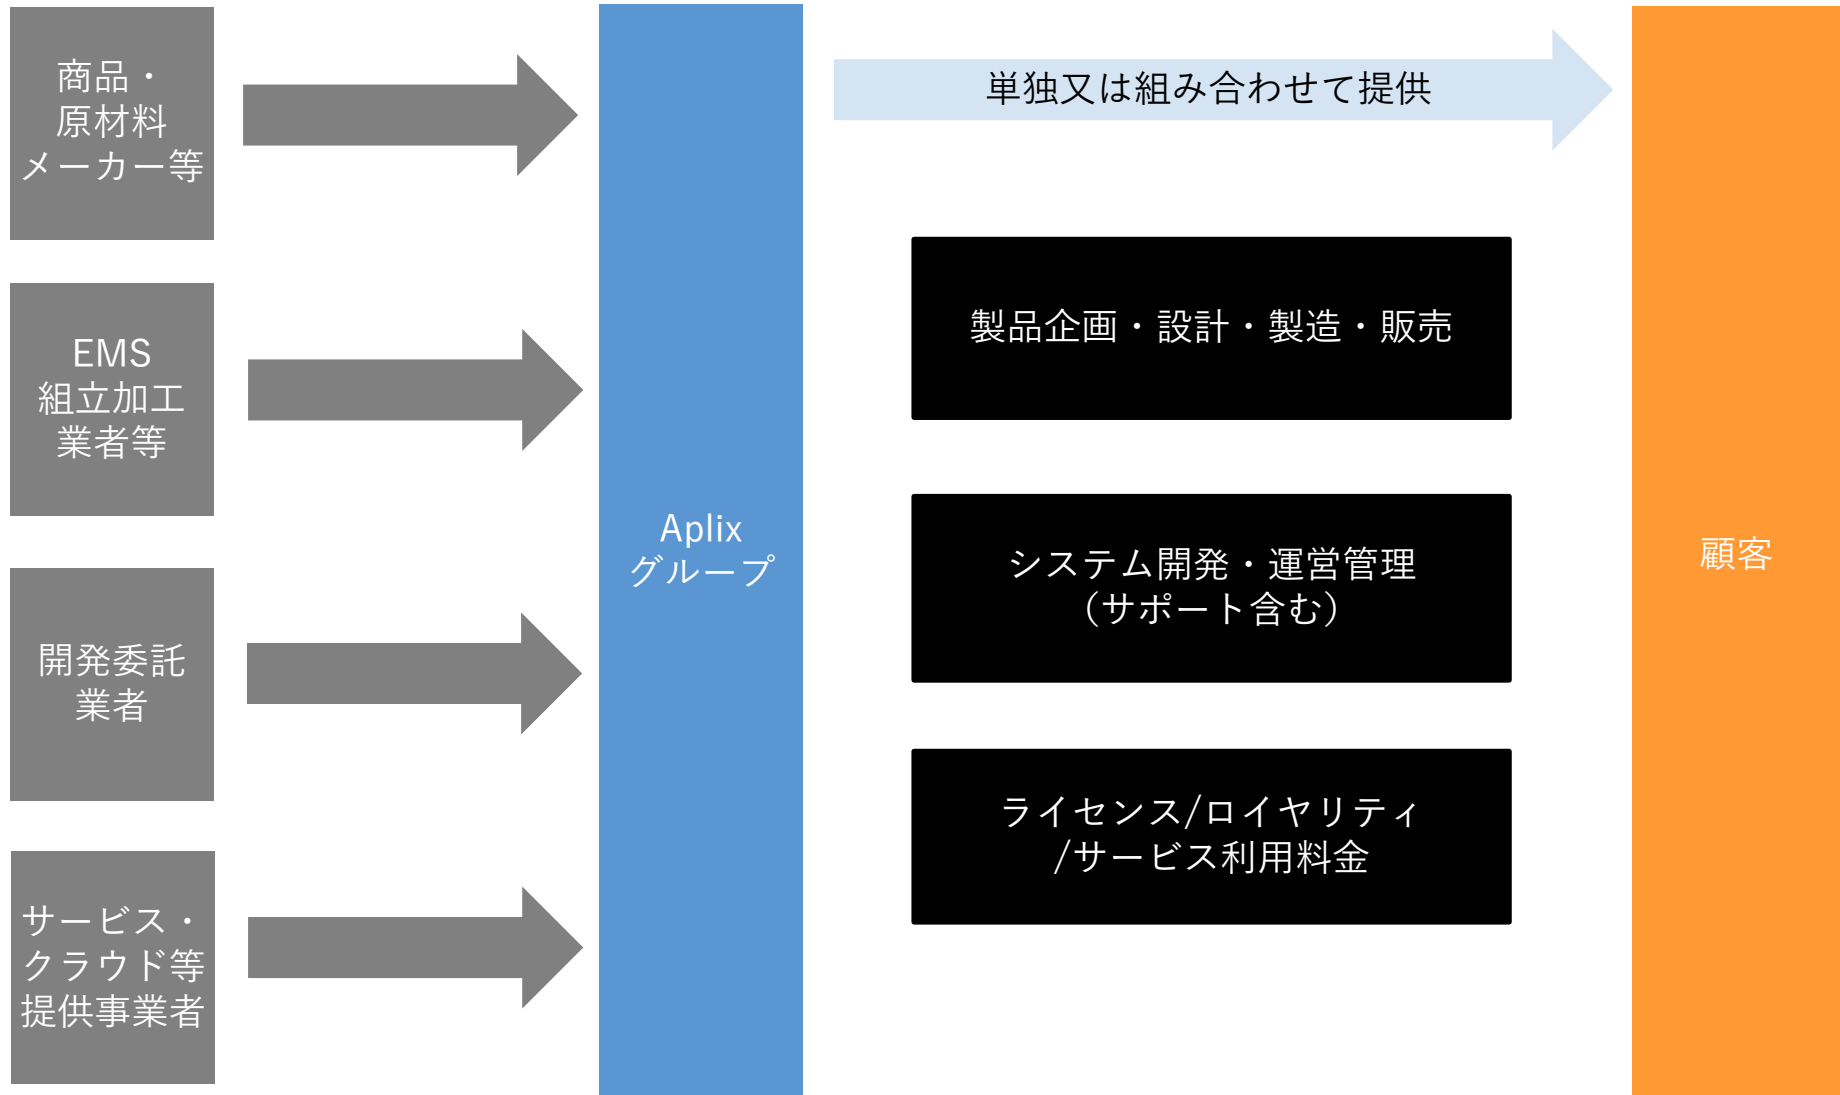 商品・
原材料
メーカー等
EMS
組立加工
業者等
開発委託
業者
サービス・
クラウド等
提供事業者
Aplix
グループ
単独又は組み合わせて提供
製品企画・設計・製造・販売
システム開発・運営管理
（サポート含む）
ライセンス/ロイヤリティ
/サービス利用料金
顧客